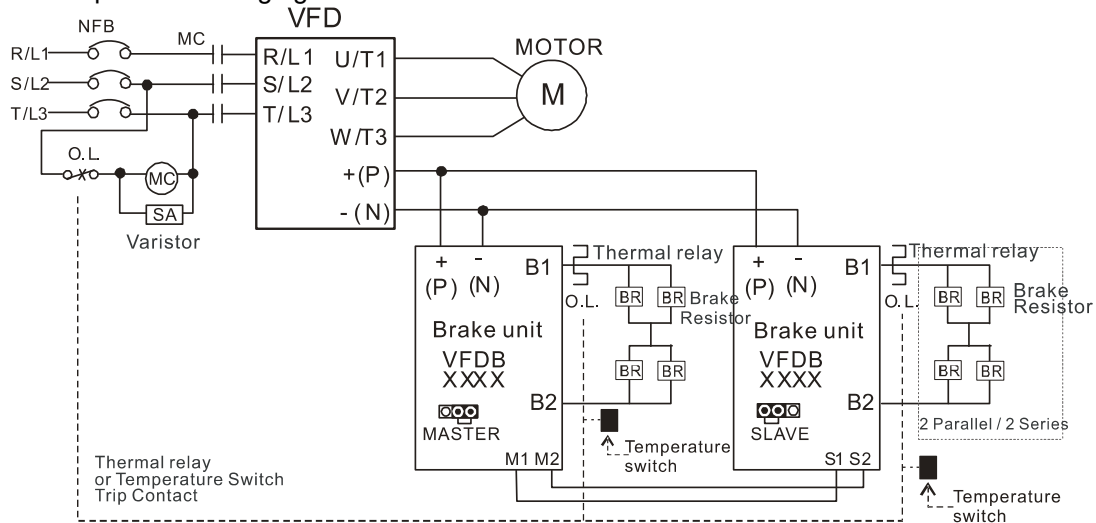 VFD
NFB
MC
R/L1
S/L2
T/L3
R/L1
S/L2
T/L3
U/T1
V/T2
W/T3
+(P)
-(N)
MOTOR
M
O.L.
MC
SA
Varistor
+
(P)
-
(N)
B1
Brake unit
VFDB
XXXX
B2
MASTER
M1 M2
Thermal relay
O.L.
BR
BR
BR
BR
Brake
Resistor
Temperature
switch
+
(P)
-
(N)
B1
Brake unit
VFDB
XXXX
B2
SLAVE
S1 S2
Thermal relay
O.L.
BR
BR
BR
BR
Brake
Resistor
2 Parallel / 2 Series
Temperature
switch
Thermal relay
or Temperature Switch
Trip Contact